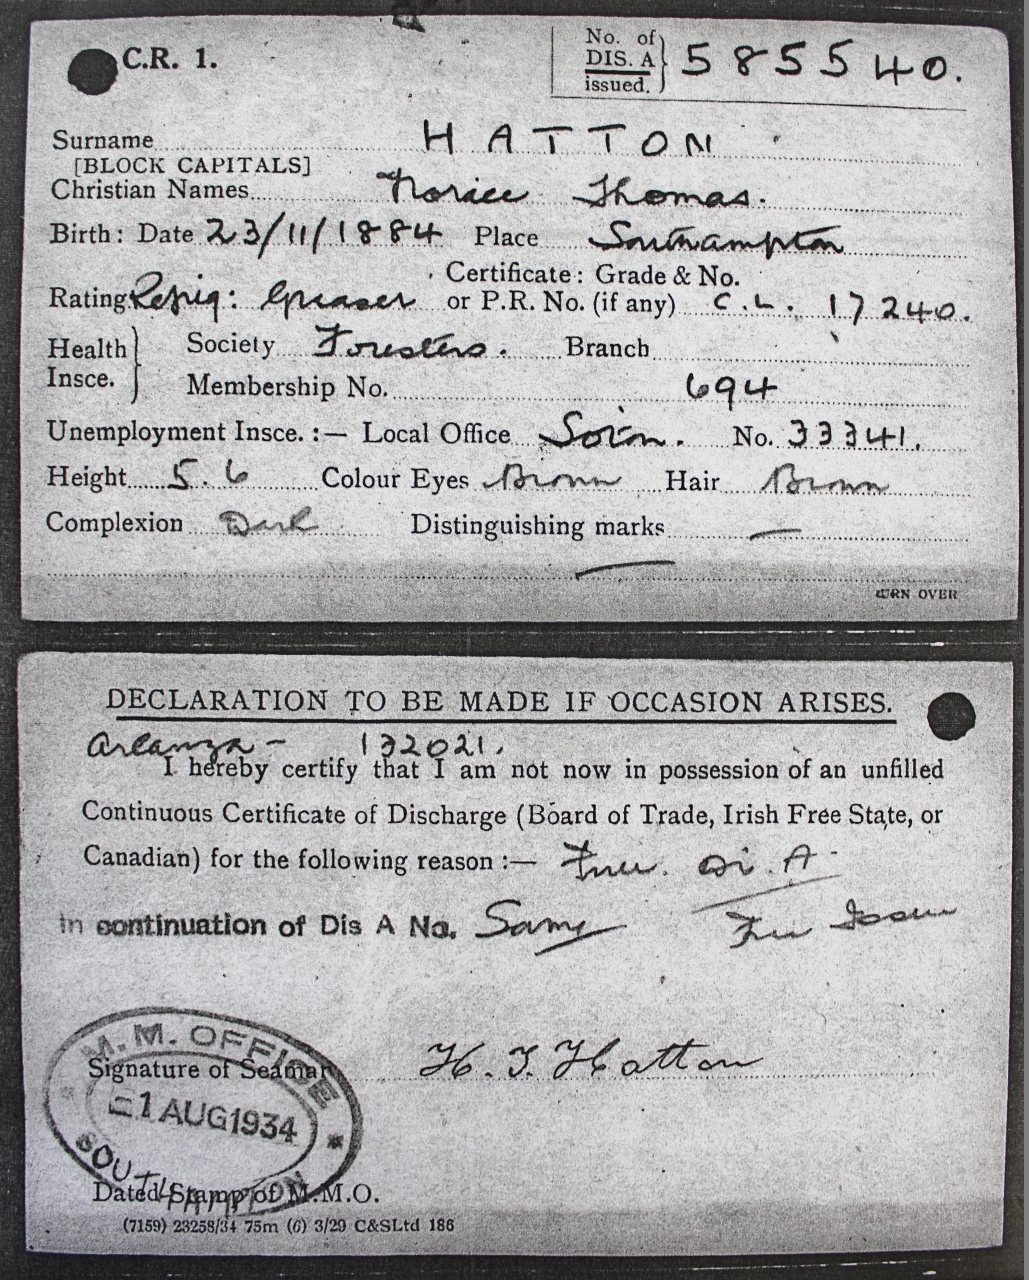 C.R. 1.
No. of
DIS. A
issued.
585540.
Surname HATTON
[BLOCK CAPITALS]
Christian Names Thomas.
Birth: Date 23/11/1884 Place Southampton
Certificate: Grade & No.
Rating Refrig: Greaser or P.R. No. (if any) C.L. 17240.
Health Insce. Society Foresters. Branch
Membership No. 694
Unemployment Insce. :— Local Office Soton. No. 33341.
Height 5.6 Colour Eyes Brown Hair Brown
Complexion Dark Distinguishing marks —
—
TURN OVER
DECLARATION TO BE MADE IF OCCASION ARISES.
Arlanza - 132021.
I hereby certify that I am not now in possession of an unfilled
Continuous Certificate of Discharge (Board of Trade, Irish Free State, or
Canadian) for the following reason :— Dis. A.
In continuation of Dis A No. Same Issue
M.M. OFFICE
Signature of Seaman H. T. Hatton
1 AUG 1934
SOUTHAMPTON
Dated Stamp of M.M.O.
(7159) 23258/34 75m (6) 3/29 C&SLtd 186